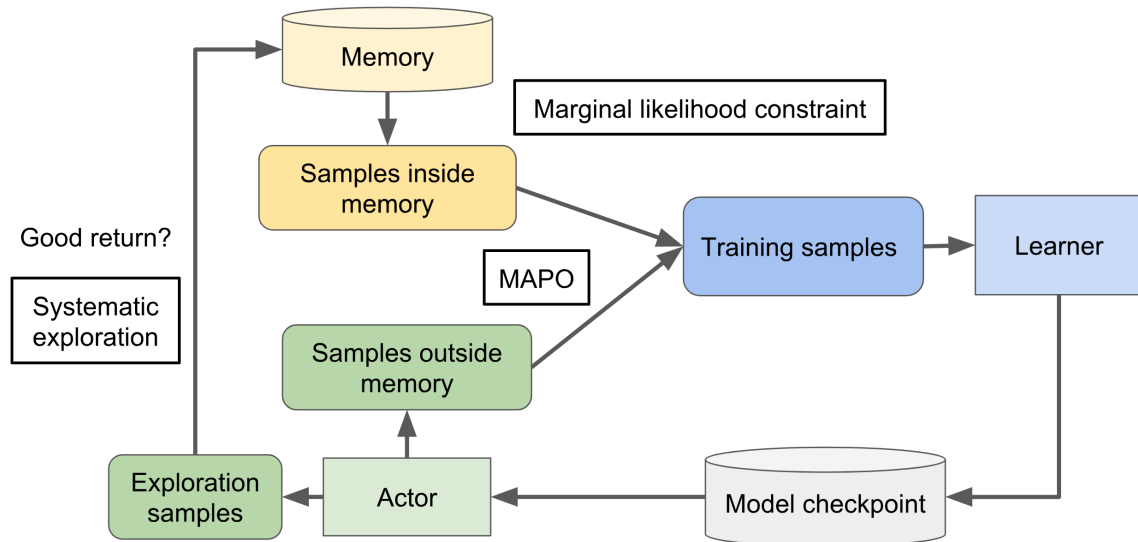 Memory
Marginal likelihood constraint
Samples inside
memory
Good return?
Training samples
Learner
MAPO
Systematic
exploration
Samples outside
memory
Exploration
samples
Actor
Model checkpoint